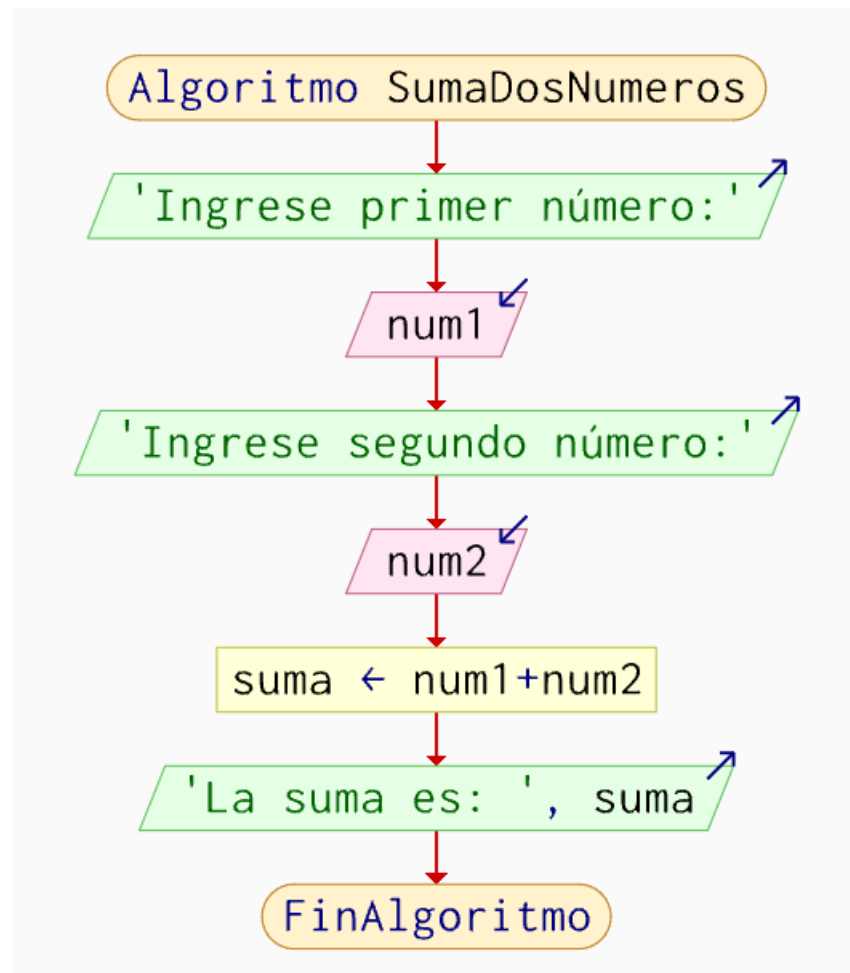 Algoritmo SumaDosNumeros
'Ingrese primer número:'
num1
'Ingrese segundo número:'
num2
suma ← num1+num2
'La suma es: ', suma
FinAlgoritmo